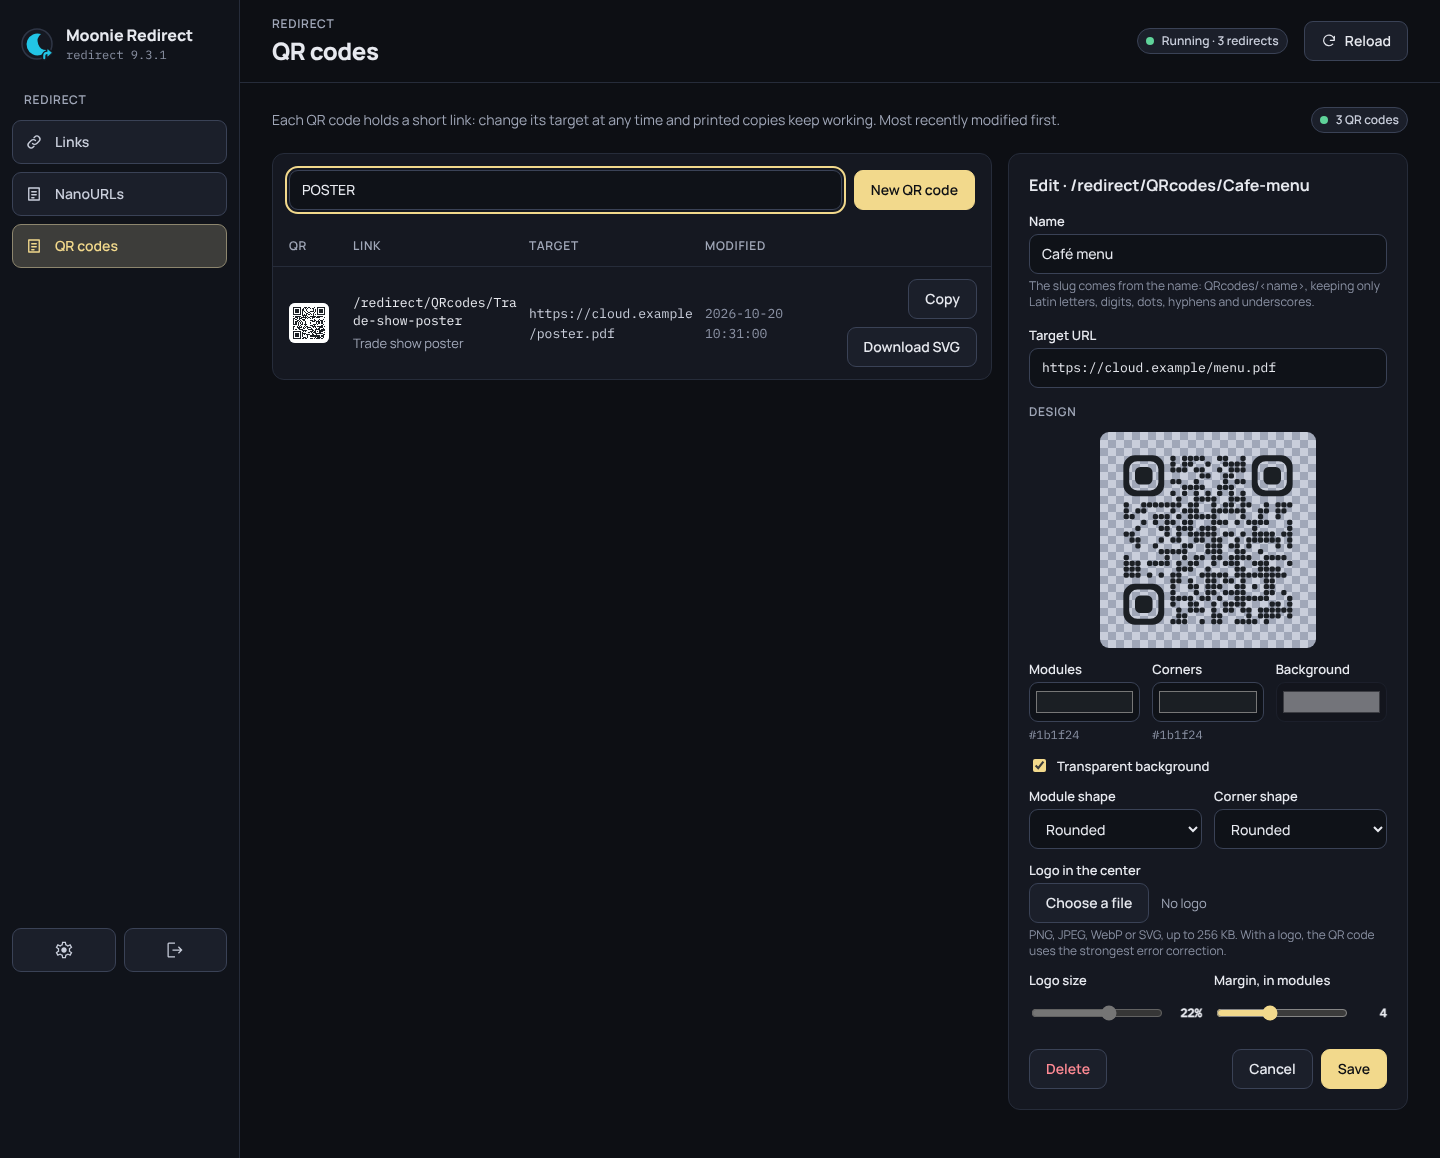 Moonie Redirect
redirect 9.3.1
REDIRECT
Links
NanoURLs
QR codes
REDIRECT
QR codes
Running · 3 redirects
Reload
Each QR code holds a short link: change its target at any time and printed copies keep working. Most recently modified first.
3 QR codes
POSTER
New QR code
QR LINK TARGET MODIFIED
/redirect/QRcodes/Tra
de-show-poster
Trade show poster
https://cloud.example
/poster.pdf
2026-10-20
10:31:00
Copy
Download SVG
Edit · /redirect/QRcodes/Cafe-menu
Name
Café menu
The slug comes from the name: QRcodes/<name>, keeping only
Latin letters, digits, dots, hyphens and underscores.
Target URL
https://cloud.example/menu.pdf
DESIGN
Modules Corners Background
#1b1f24 #1b1f24
Transparent background
Module shape Corner shape
Rounded Rounded
Logo in the center
Choose a file No logo
PNG, JPEG, WebP or SVG, up to 256 KB. With a logo, the QR code
uses the strongest error correction.
Logo size Margin, in modules
22% 4
Delete Cancel Save